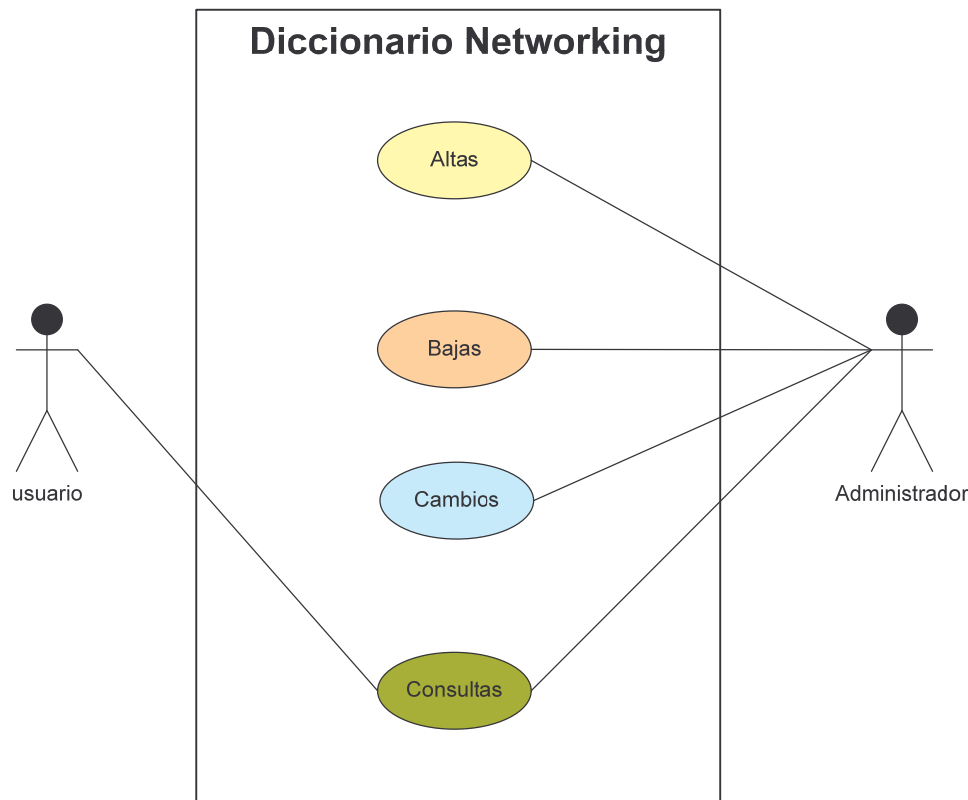 Diccionario Networking
Altas
Bajas
Cambios
usuario
Administrador
Consultas